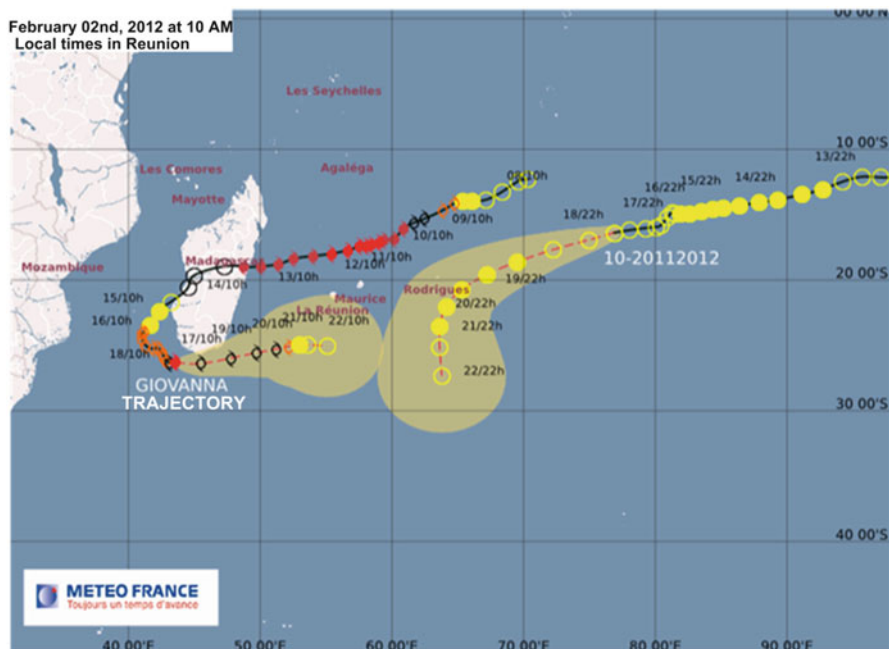 February 02nd, 2012 at 10 AM
Local times in Reunion
00 00'S
Les Seychelles
10 00'S
13/22h
Les Comores
Agaléga
08/10h
16/22h
15/22h
14/22h
Mayotte
09/10h
17/22h
10/10h
18/22h
Madagascar
12/10h
11/10h
10-20112012
Mozambique
14/10h
13/10h
19/22h
20 00'S
15/10h
Maurice
Rodrigues
20/22h
16/10h
La Réunion
21/10h
22/10h
17/10h
19/10h
20/10h
21/22h
18/10h
22/22h
GIOVANNA
TRAJECTORY
30 00'S
40 00'S
METEO FRANCE
Toujours un temps d'avance
40 00'E
50 00'E
60 00'E
70 00'E
80 00'E
90 00'E